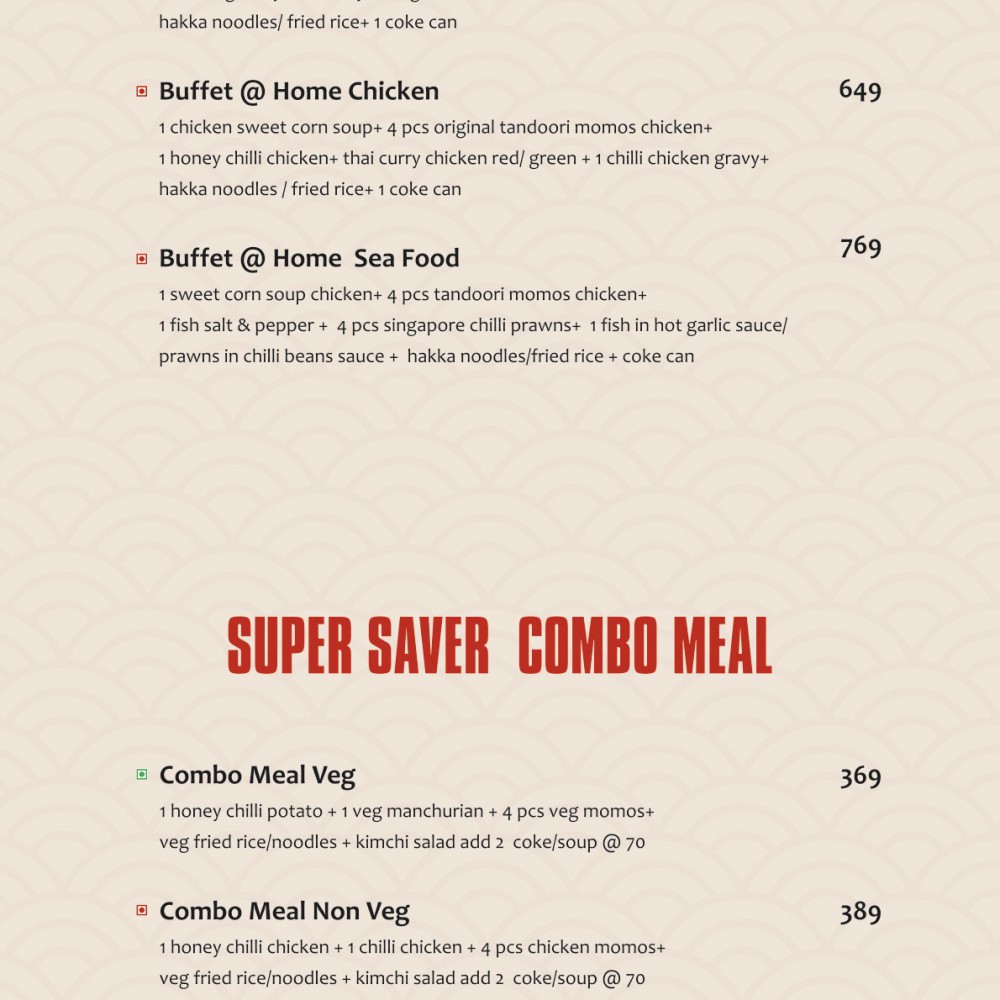 hakka noodles/ fried rice+ 1 coke can
Buffet @ Home Chicken 649
1 chicken sweet corn soup+ 4 pcs original tandoori momos chicken+
1 honey chilli chicken+ thai curry chicken red/ green + 1 chilli chicken gravy+
hakka noodles / fried rice+ 1 coke can
Buffet @ Home  Sea Food 769
1 sweet corn soup chicken+ 4 pcs tandoori momos chicken+
1 fish salt & pepper +  4 pcs singapore chilli prawns+  1 fish in hot garlic sauce/
prawns in chilli beans sauce +  hakka noodles/fried rice + coke can
SUPER SAVER  COMBO MEAL
Combo Meal Veg 369
1 honey chilli potato + 1 veg manchurian + 4 pcs veg momos+
veg fried rice/noodles + kimchi salad add 2  coke/soup @ 70
Combo Meal Non Veg 389
1 honey chilli chicken + 1 chilli chicken + 4 pcs chicken momos+
veg fried rice/noodles + kimchi salad add 2  coke/soup @ 70